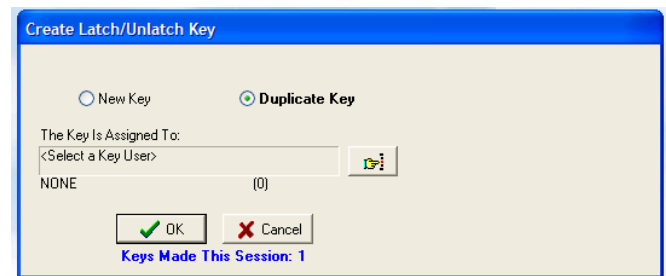 Create Latch/Unlatch Key
New Key Duplicate Key
The Key Is Assigned To:
<Select a Key User>
NONE (0)
OK Cancel
Keys Made This Session: 1